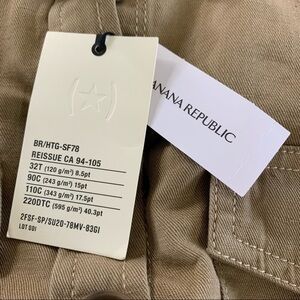 BR/HTG-SF78
REISSUE CA 94-105
32T (120 g/m²) 8.5pt
90C (243 g/m²) 15pt
110C (343 g/m²) 17.5pt
220DTC (595 g/m²) 40.3pt
2FSF-SP/SU20-78MV-83GI
LOT 001
ANANA REPUBLIC